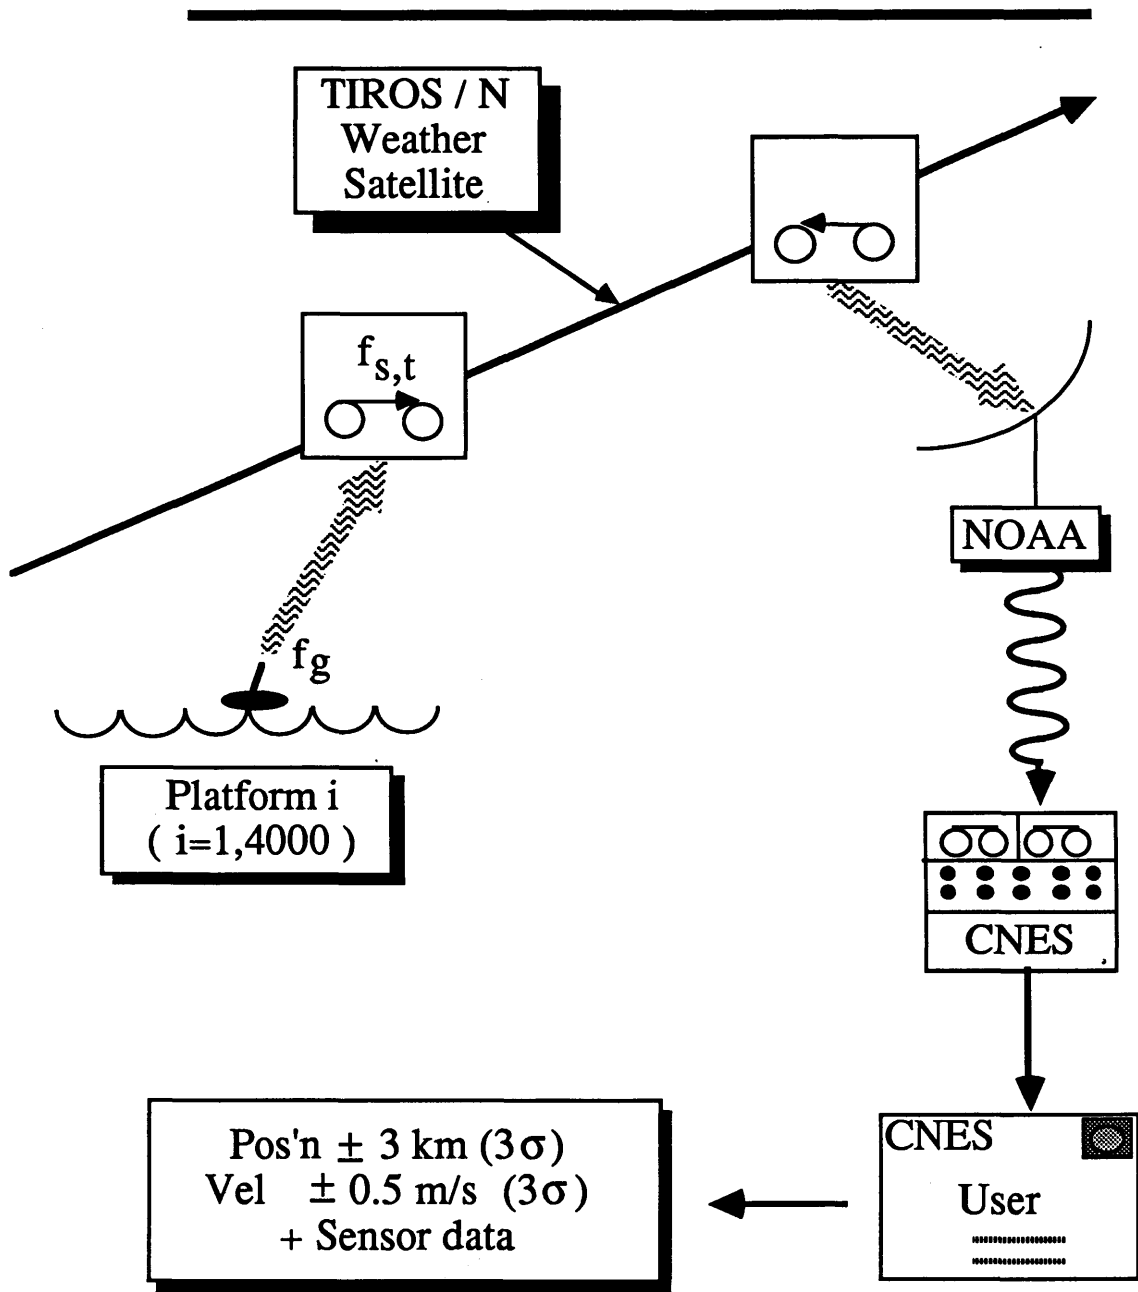 TIROS / N
Weather
Satellite
f s,t
f g
NOAA
Platform i
( i=1,4000 )
CNES
CNES
User
Pos'n ± 3 km (3σ)
Vel ± 0.5 m/s (3σ)
+ Sensor data